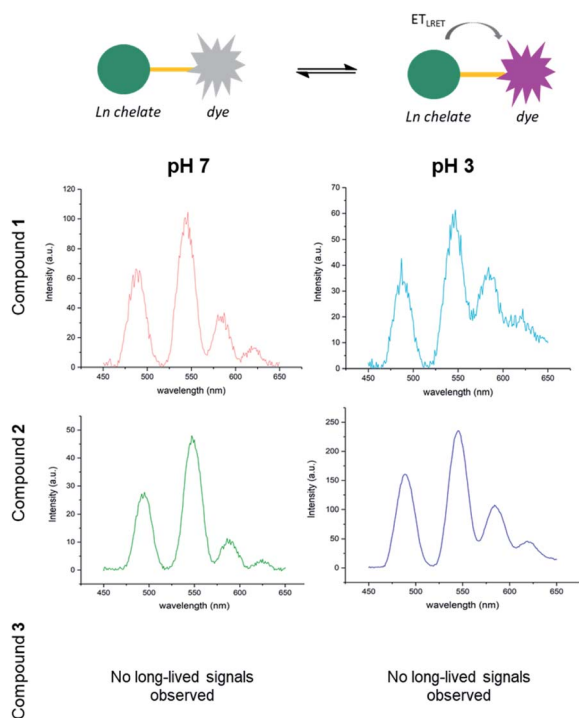 ET_LRET
Ln chelate dye
Ln chelate dye
pH 7 pH 3
Compound 1
120
100
80
60
40
20
0
Intensity (a.u.)
450 500 550 600 650
wavelength (nm)
70
60
50
40
30
20
10
0
Intensity (a.u.)
450 500 550 600 650
wavelength (nm)
Compound 2
50
40
30
20
10
0
Intensity (a.u.)
450 500 550 600 650
wavelength (nm)
250
200
150
100
50
0
Intensity (a.u.)
450 500 550 600 650
wavelength (nm)
Compound 3
No long-lived signals
observed
No long-lived signals
observed